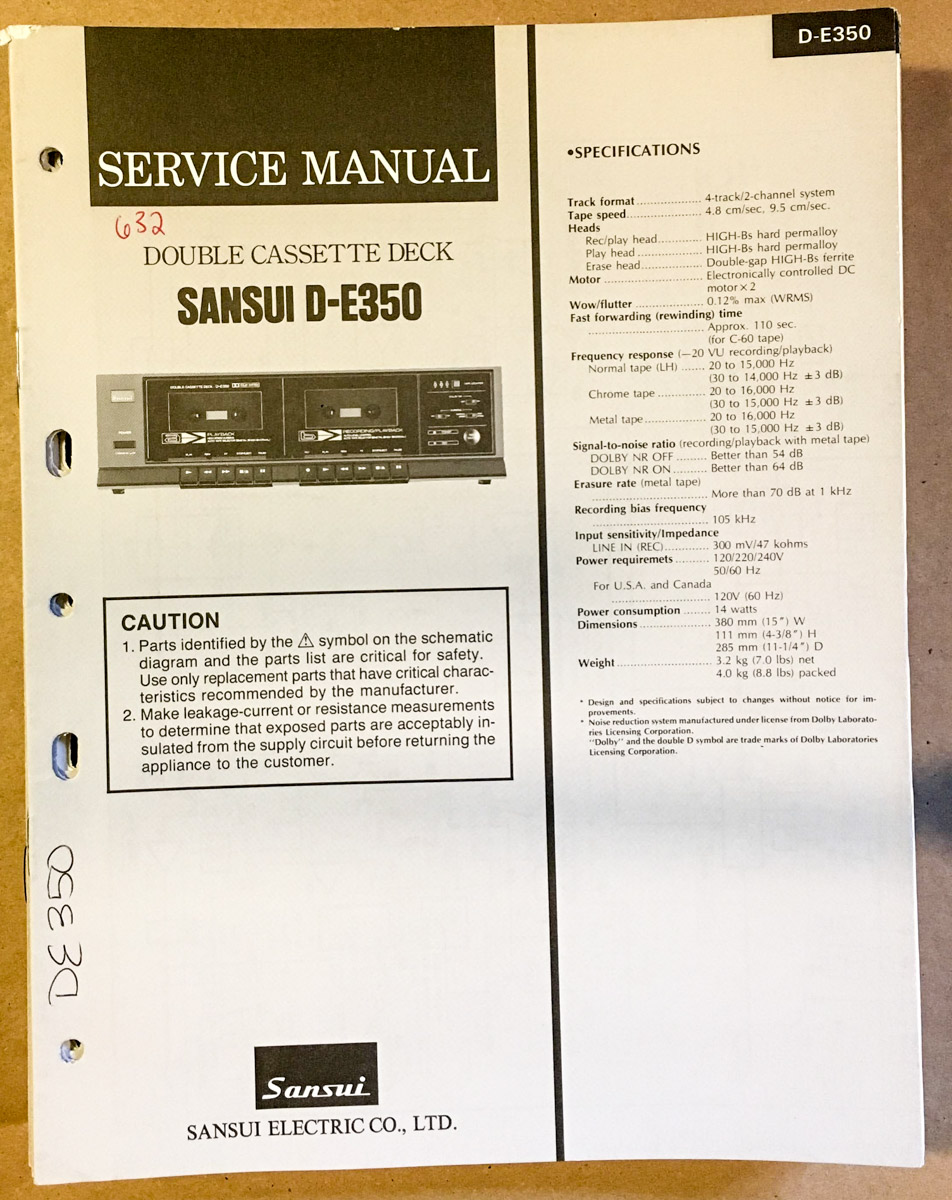 D-E350
SERVICE MANUAL
632
DOUBLE CASSETTE DECK
SANSUI D-E350
Sansui
DOUBLE CASSETTE DECK D-E350
PLAYBACK
RECORDING/PLAYBACK
POWER
CAUTION
1. Parts identified by the ⚠ symbol on the schematic
diagram and the parts list are critical for safety.
Use only replacement parts that have critical charac-
teristics recommended by the manufacturer.
2. Make leakage-current or resistance measurements
to determine that exposed parts are acceptably in-
sulated from the supply circuit before returning the
appliance to the customer.
DE 350
Sansui
SANSUI ELECTRIC CO., LTD.
•SPECIFICATIONS
Track format .................. 4-track/2-channel system
Tape speed..................... 4.8 cm/sec, 9.5 cm/sec.
Heads
Rec/play head............ HIGH-Bs hard permalloy
Play head .................. HIGH-Bs hard permalloy
Erase head................. Double-gap HIGH-Bs ferrite
Motor ............................ Electronically controlled DC
motor × 2
Wow/flutter ................... 0.12% max (WRMS)
Fast forwarding (rewinding) time
................................ Approx. 110 sec.
(for C-60 tape)
Frequency response (−20 VU recording/playback)
Normal tape (LH) ....... 20 to 15,000 Hz
(30 to 14,000 Hz ±3 dB)
Chrome tape .............. 20 to 16,000 Hz
(30 to 15,000 Hz ±3 dB)
Metal tape.................. 20 to 16,000 Hz
(30 to 15,000 Hz ±3 dB)
Signal-to-noise ratio (recording/playback with metal tape)
DOLBY NR OFF ......... Better than 54 dB
DOLBY NR ON.......... Better than 64 dB
Erasure rate (metal tape)
................................ More than 70 dB at 1 kHz
Recording bias frequency
................................ 105 kHz
Input sensitivity/Impedance
LINE IN (REC)............. 300 mV/47 kohms
Power requiremets .......... 120/220/240V
50/60 Hz
For U.S.A. and Canada
............................ 120V (60 Hz)
Power consumption ........ 14 watts
Dimensions .................... 380 mm (15") W
111 mm (4-3/8") H
285 mm (11-1/4") D
Weight ........................... 3.2 kg (7.0 lbs) net
4.0 kg (8.8 lbs) packed
* Design and specifications subject to changes without notice for im-
provements.
* Noise reduction system manufactured under license from Dolby Laborato-
ries Licensing Corporation.
"Dolby" and the double D symbol are trade marks of Dolby Laboratories
Licensing Corporation.